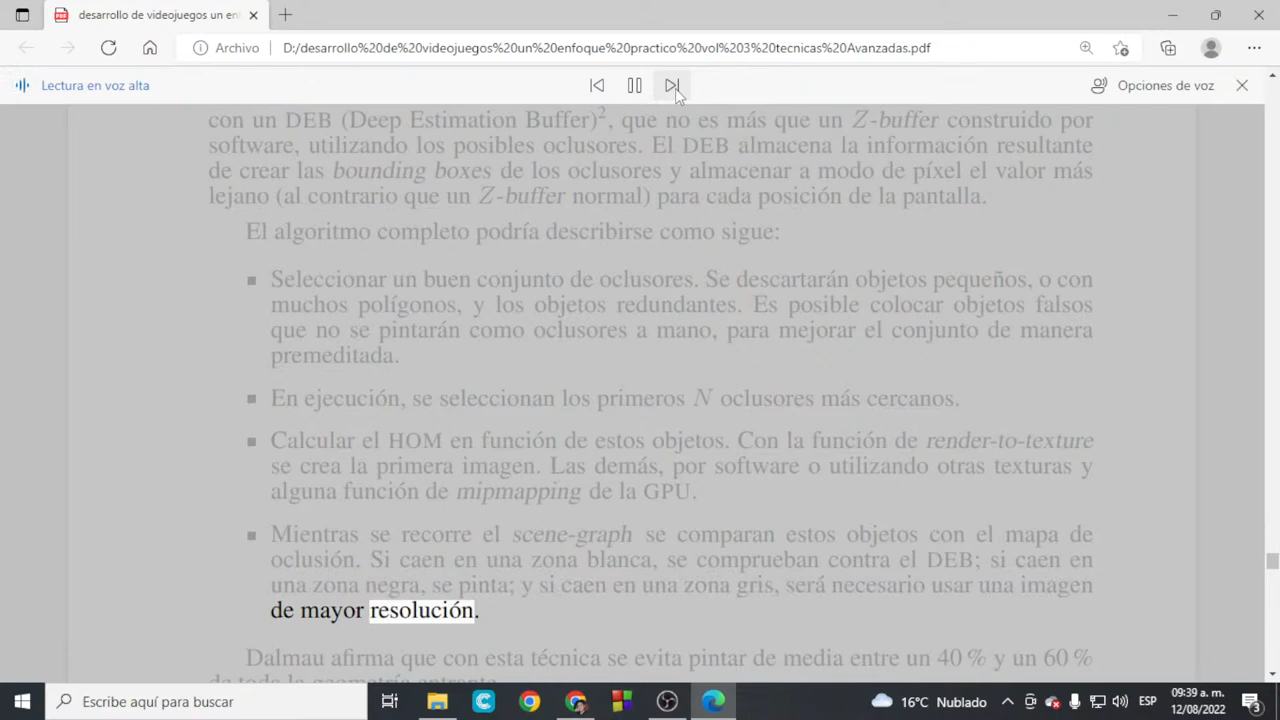 desarrollo de videojuegos un en
Archivo
D:/desarrollo%20de%20videojuegos%20un%20enfoque%20practico%20vol%203%20tecnicas%20Avanzadas.pdf
Lectura en voz alta
Opciones de voz
con un DEB (Deep Estimation Buffer)2, que no es más que un Z-buffer construido por
software, utilizando los posibles oclusores. El DEB almacena la información resultante
de crear las bounding boxes de los oclusores y almacenar a modo de píxel el valor más
lejano (al contrario que un Z-buffer normal) para cada posición de la pantalla.
El algoritmo completo podría describirse como sigue:
Seleccionar un buen conjunto de oclusores. Se descartarán objetos pequeños, o con
muchos polígonos, y los objetos redundantes. Es posible colocar objetos falsos
que no se pintarán como oclusores a mano, para mejorar el conjunto de manera
premeditada.
En ejecución, se seleccionan los primeros N oclusores más cercanos.
Calcular el HOM en función de estos objetos. Con la función de render-to-texture
se crea la primera imagen. Las demás, por software o utilizando otras texturas y
alguna función de mipmapping de la GPU.
Mientras se recorre el scene-graph se comparan estos objetos con el mapa de
oclusión. Si caen en una zona blanca, se comprueban contra el DEB; si caen en
una zona negra, se pinta; y si caen en una zona gris, será necesario usar una imagen
de mayor resolución.
Dalmau afirma que con esta técnica se evita pintar de media entre un 40 % y un 60 %
de toda la geometría entrante.
Escribe aquí para buscar
16°C Nublado
ESP
09:39 a. m.
12/08/2022
3